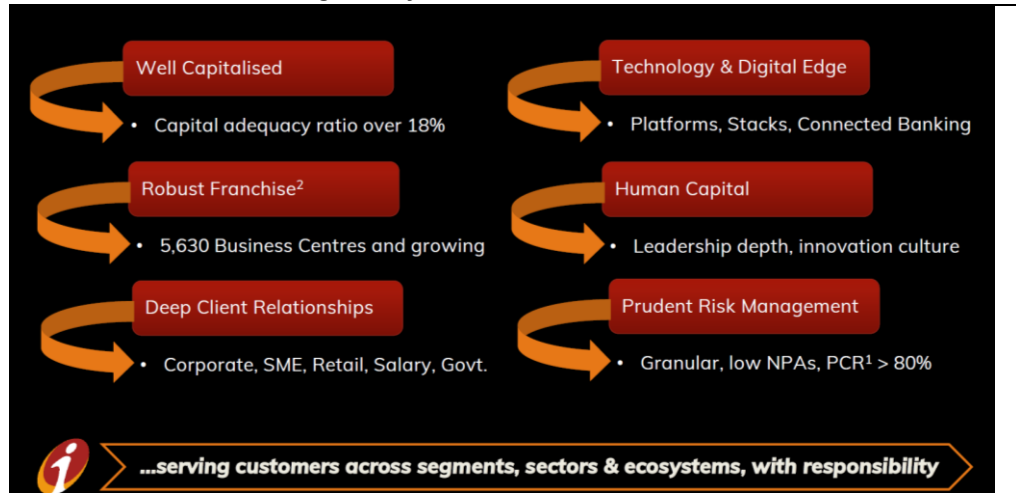 Well Capitalised
• Capital adequacy ratio over 18%
Robust Franchise²
• 5,630 Business Centres and growing
Deep Client Relationships
• Corporate, SME, Retail, Salary, Govt.
Technology & Digital Edge
• Platforms, Stacks, Connected Banking
Human Capital
• Leadership depth, innovation culture
Prudent Risk Management
• Granular, low NPAs, PCR¹ > 80%
...serving customers across segments, sectors & ecosystems, with responsibility